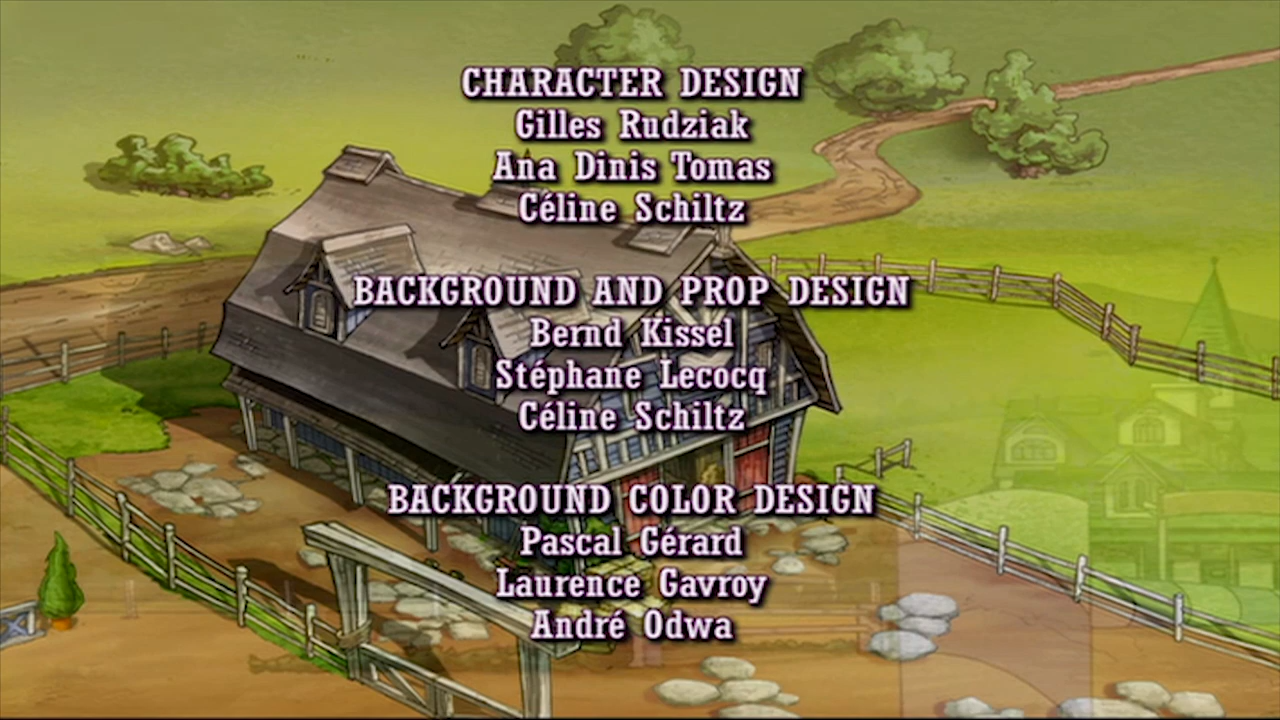 CHARACTER DESIGN
Gilles Rudziak
Ana Dinis Tomas
Céline Schiltz
BACKGROUND AND PROP DESIGN
Bernd Kissel
Stéphane Lecocq
Céline Schiltz
BACKGROUND COLOR DESIGN
Pascal Gérard
Laurence Gavroy
André Odwa